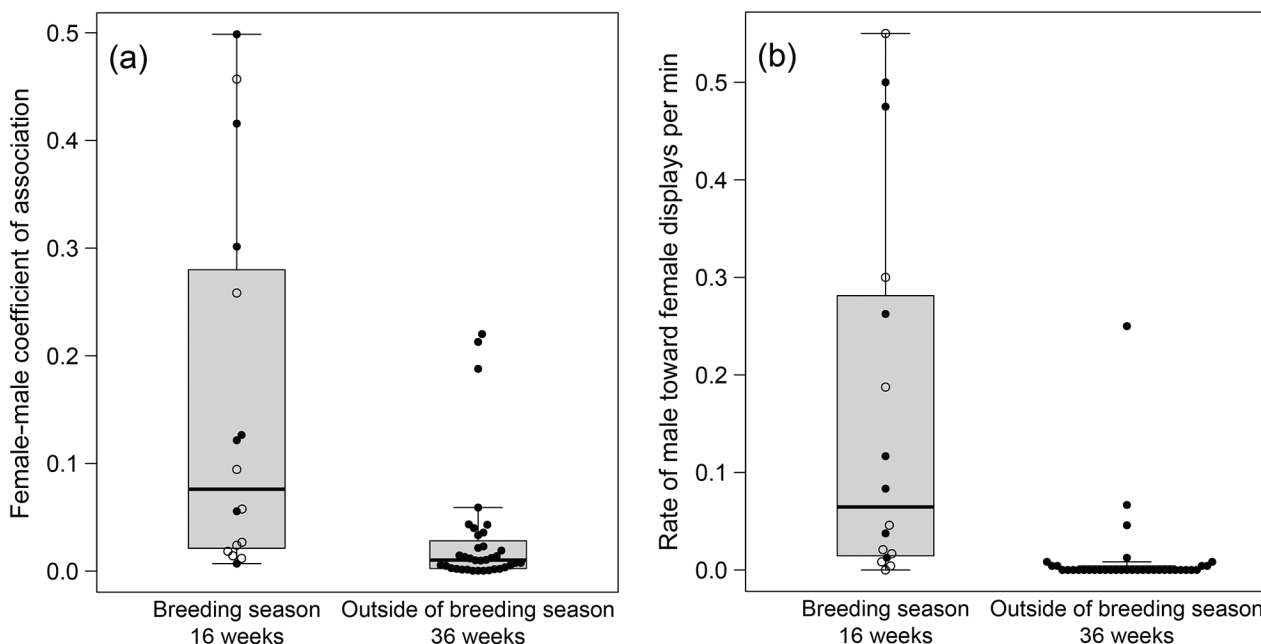 (a)
Female-male coefficient of association
0.5
0.4
0.3
0.2
0.1
0.0
Breeding season
16 weeks
Outside of breeding season
36 weeks
(b)
Rate of male toward female displays per min
0.5
0.4
0.3
0.2
0.1
0.0
Breeding season
16 weeks
Outside of breeding season
36 weeks